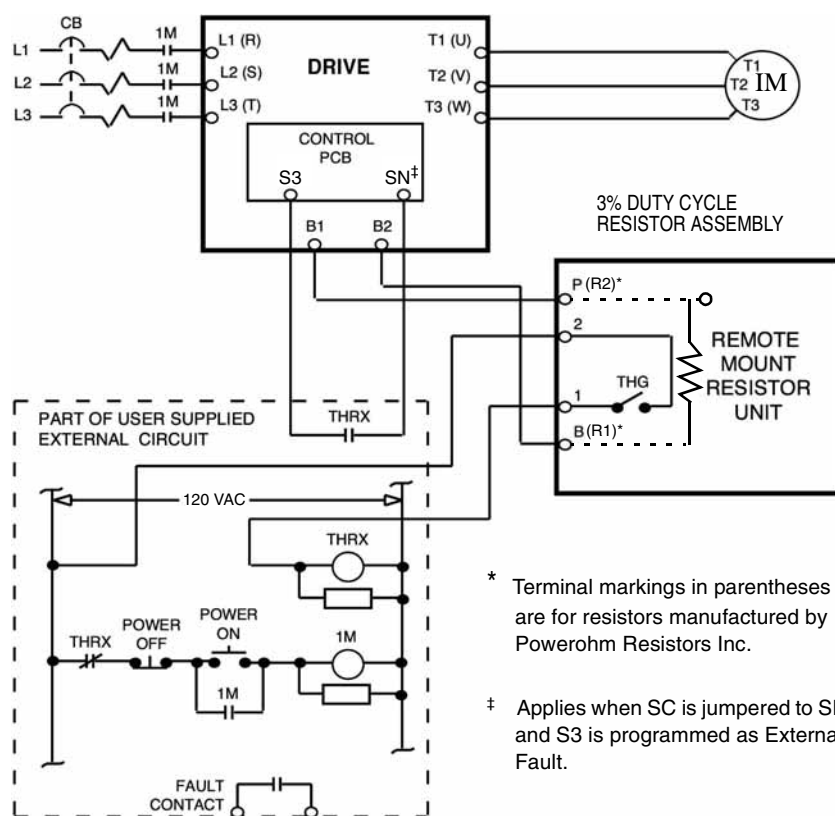 CB
1M
L1
L1 (R)
T1 (U)
1M
L2
L2 (S)
DRIVE
T2 (V)
1M
L3
L3 (T)
T3 (W)
T1
T2 IM
T3
CONTROL
PCB
S3
SN‡
B1
B2
3% DUTY CYCLE
RESISTOR ASSEMBLY
P (R2)*
2
THG
1
B (R1)*
REMOTE
MOUNT
RESISTOR
UNIT
PART OF USER SUPPLIED
EXTERNAL CIRCUIT
THRX
120 VAC
THRX
THRX
POWER
OFF
POWER
ON
1M
1M
FAULT
CONTACT
* Terminal markings in parentheses
are for resistors manufactured by
Powerohm Resistors Inc.
‡ Applies when SC is jumpered to
and S3 is programmed as
Fault.